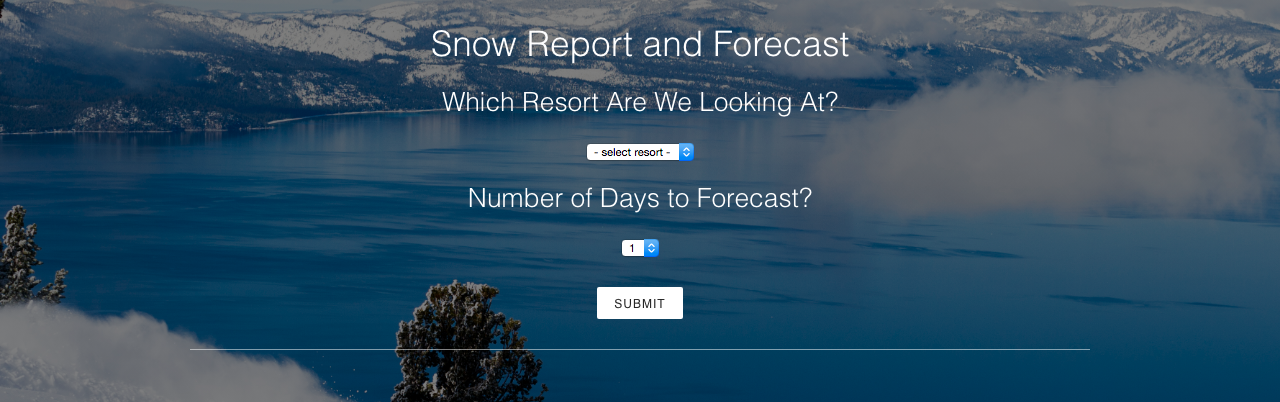 Snow Report and Forecast
Which Resort Are We Looking At?
- select resort -
Number of Days to Forecast?
1
SUBMIT